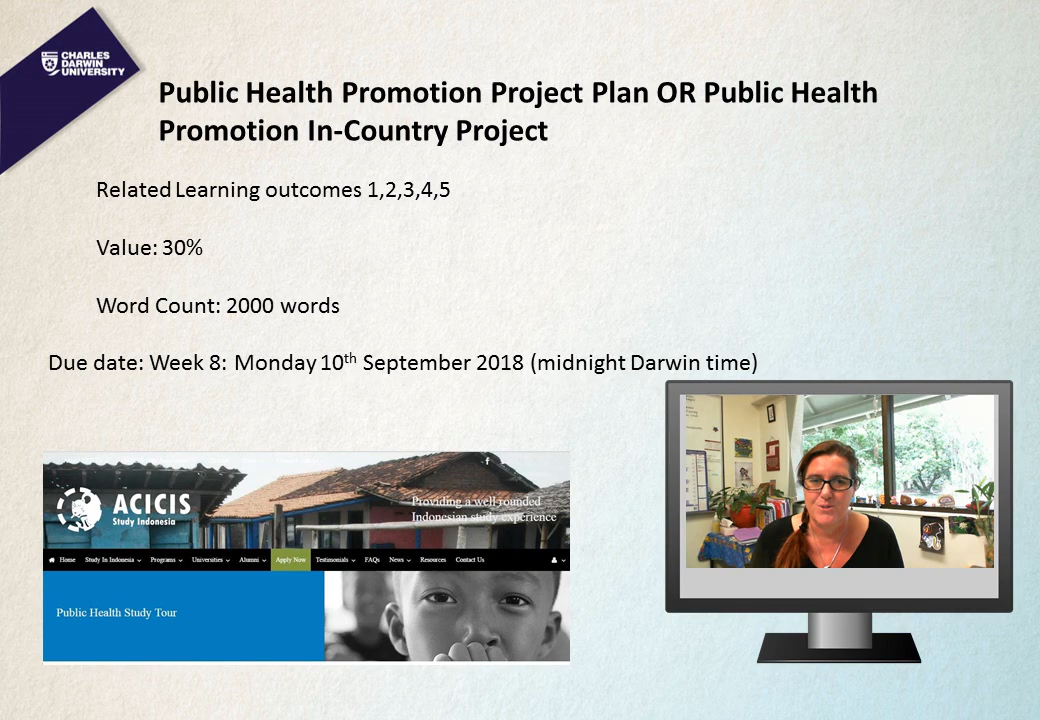 CHARLES
DARWIN
UNIVERSITY
Public Health Promotion Project Plan OR Public Health
Promotion In-Country Project
Related Learning outcomes 1,2,3,4,5
Value: 30%
Word Count: 2000 words
Due date: Week 8: Monday 10th September 2018 (midnight Darwin time)
f
ACICIS
Study Indonesia
Providing a well rounded
Indonesian study experience
Home Study In Indonesia Programs Universities Alumni Apply Now Testimonials FAQs News Resources Contact Us
Public Health Study Tour